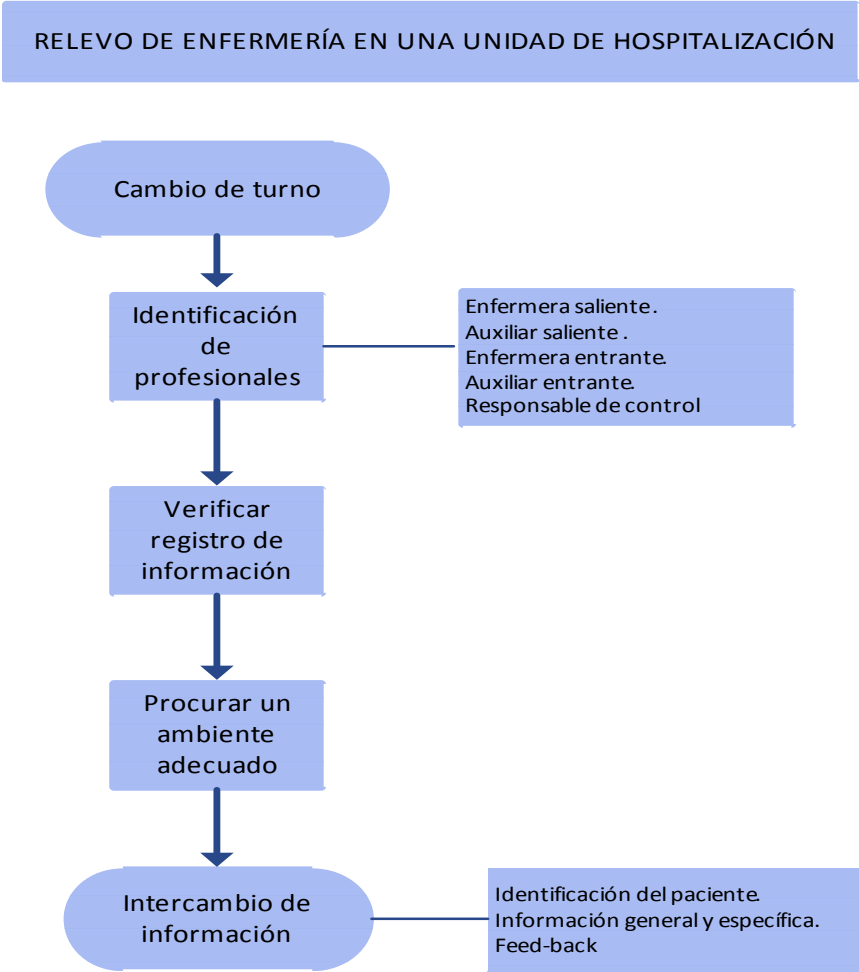 RELEVO DE ENFERMERÍA EN UNA UNIDAD DE HOSPITALIZACIÓN
Cambio de turno
Identificación
de
profesionales
Enfermera saliente.
Auxiliar saliente.
Enfermera entrante.
Auxiliar entrante.
Responsable de control
Verificar
registro de
información
Procurar un
ambiente
adecuado
Intercambio de
información
Identificación del paciente.
Información general y específica.
Feed-back